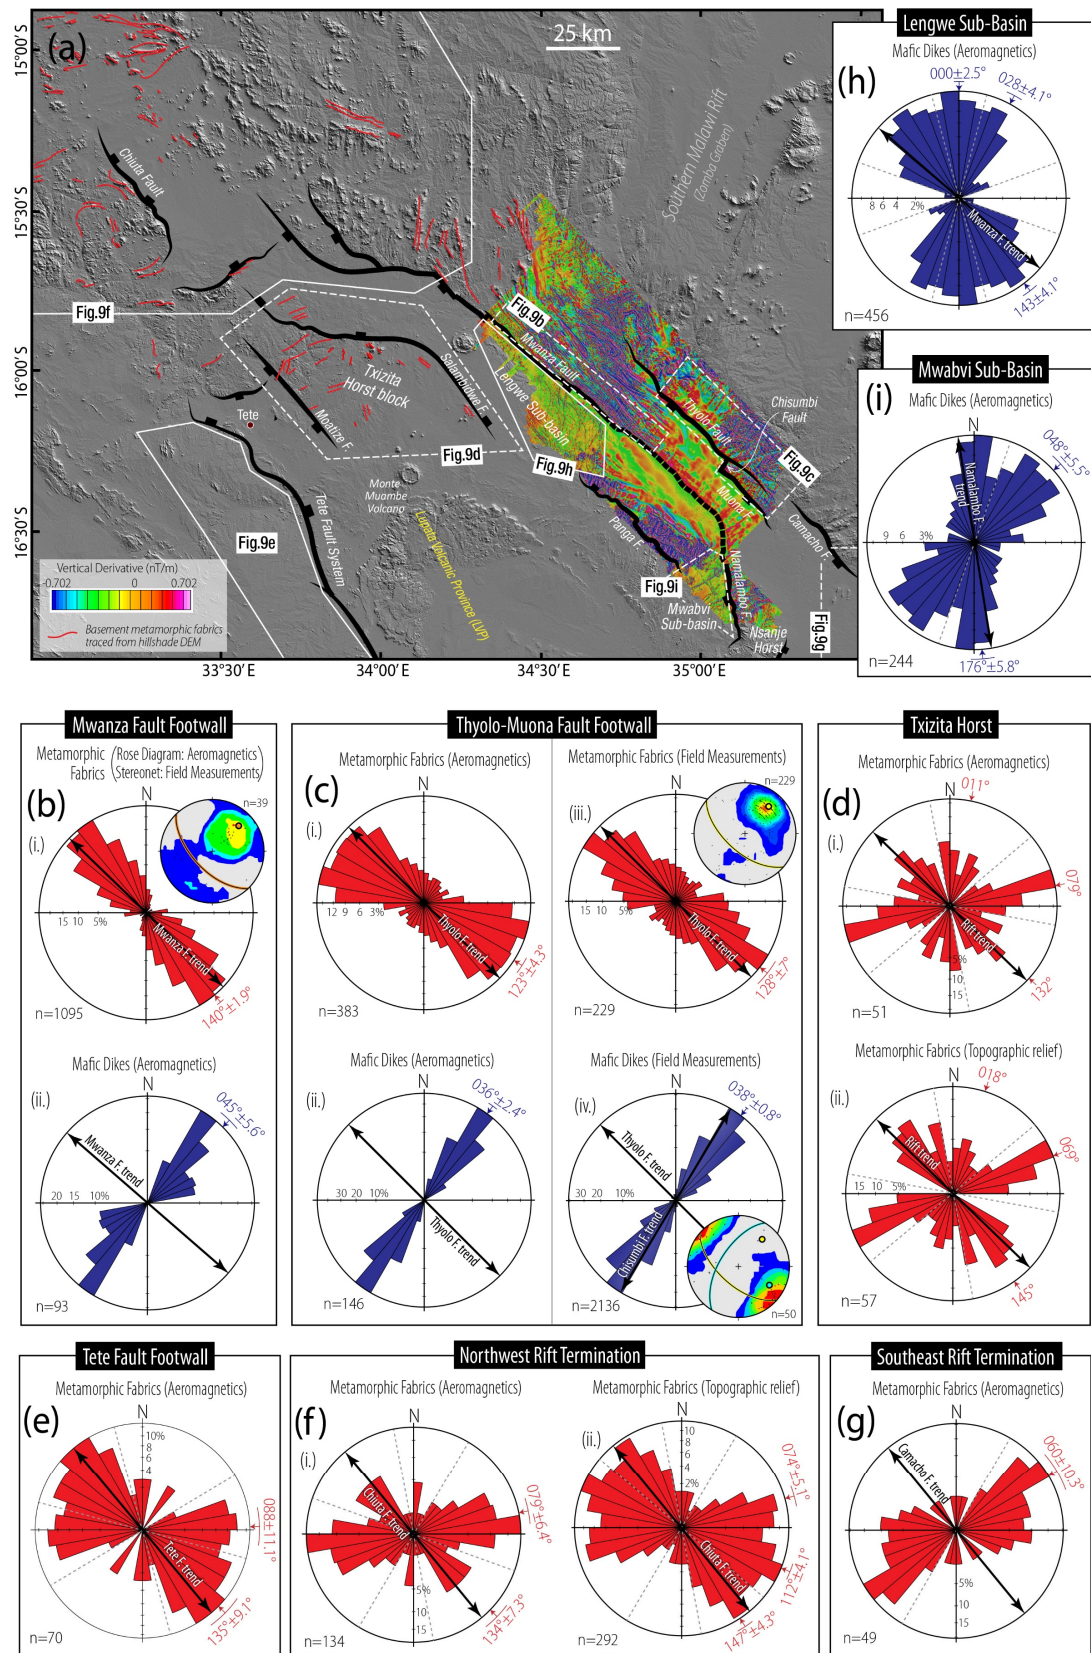 (a)
25 km
15°00' S
15°30' S
16°00' S
16°30' S
33°30' E
34°00' E
34°30' E
35°00' E
Chiuta Fault
Southern Malawi Rift
(Zomba Graben)
Fig.9f
Fig.9b
Mwanza Fault
Txizita
Horst block
Salambidwe F.
Lengwe Sub-basin
Thyolo Fault
Chisumbi
Fault
Tete
Moatize F.
Fig.9d
Fig.9h
Fig.9c
Muona F.
Monte
Muambe
Volcano
Camacho F.
Panga F.
Fig.9e
Tete Fault System
Lupata Volcanic Province (LVP)
Fig.9i
Namalambo F.
Mwabvi
Sub-basin
Nsanje
Horst
Fig.9g
Vertical Derivative (nT/m)
-0.702 0 0.702
Basement metamorphic fabrics
traced from hillshade DEM
Lengwe Sub-Basin
Mafic Dikes (Aeromagnetics)
(h)
000±2.5°
028±4.1°
8 6 4 2%
Mwanza F. trend
143±4.1°
n=456
Mwabvi Sub-Basin
Mafic Dikes (Aeromagnetics)
(i)
N
048°±5.5°
Namalambo F.
trend
9 6 3%
n=244
176°±5.8°
Mwanza Fault Footwall
Metamorphic
Fabrics
(Rose Diagram: Aeromagnetics)
(Stereonet: Field Measurements)
(b)
N
n=39
(i.)
15 10 5%
Mwanza F. trend
140°±1.9°
n=1095
Mafic Dikes (Aeromagnetics)
N
(ii.)
045°±5.6°
Mwanza F. trend
20 15 10%
n=93
Thyolo-Muona Fault Footwall
Metamorphic Fabrics (Aeromagnetics)
(c)
N
(i.)
12 9 6 3%
Thyolo F. trend
123°±4.3°
n=383
Metamorphic Fabrics (Field Measurements)
N
n=229
(iii.)
15 10 5%
Thyolo F. trend
128°±7°
n=229
Mafic Dikes (Aeromagnetics)
N
(ii.)
036°±2.4°
30 20 10%
Thyolo F. trend
n=146
Mafic Dikes (Field Measurements)
N
(iv.)
038°±0.8°
Thyolo F. trend
30 20 10%
Chisumbi F. trend
n=2136
n=50
Txizita Horst
Metamorphic Fabrics (Aeromagnetics)
(d)
N
011°
(i.)
079°
Rift trend
5%
10
15
132°
n=51
Metamorphic Fabrics (Topographic relief)
N
018°
(ii.)
069°
Rift trend
15 10 5%
145°
n=57
Tete Fault Footwall
Metamorphic Fabrics (Aeromagnetics)
(e)
N
10%
8
6
4
088±11.1°
Tete F. trend
135°±9.1°
n=70
Northwest Rift Termination
Metamorphic Fabrics (Aeromagnetics)
(f)
N
(i.)
079°±6.4°
Chiuta F. trend
5%
10
15
134°±7.3°
n=134
Metamorphic Fabrics (Topographic relief)
N
(ii.)
10
8
6
4
2%
074°±5.1°
112°±4.1°
Chiuta F. trend
147°±4.3°
n=292
Southeast Rift Termination
Metamorphic Fabrics (Aeromagnetics)
(g)
N
Camacho F. trend
060±10.3°
5%
10
15
n=49